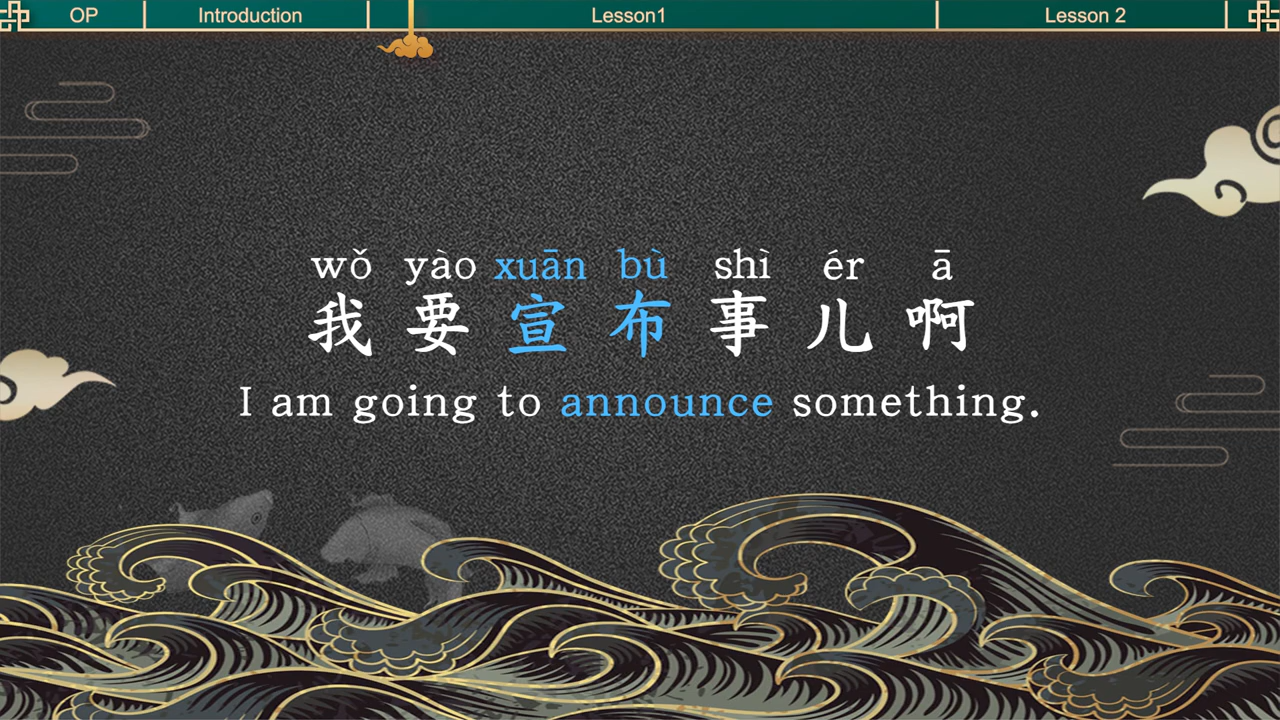 OP Introduction Lesson1 Lesson 2
wǒ yào xuān bù shì ér ā
我要宣布事儿啊
I am going to announce something.